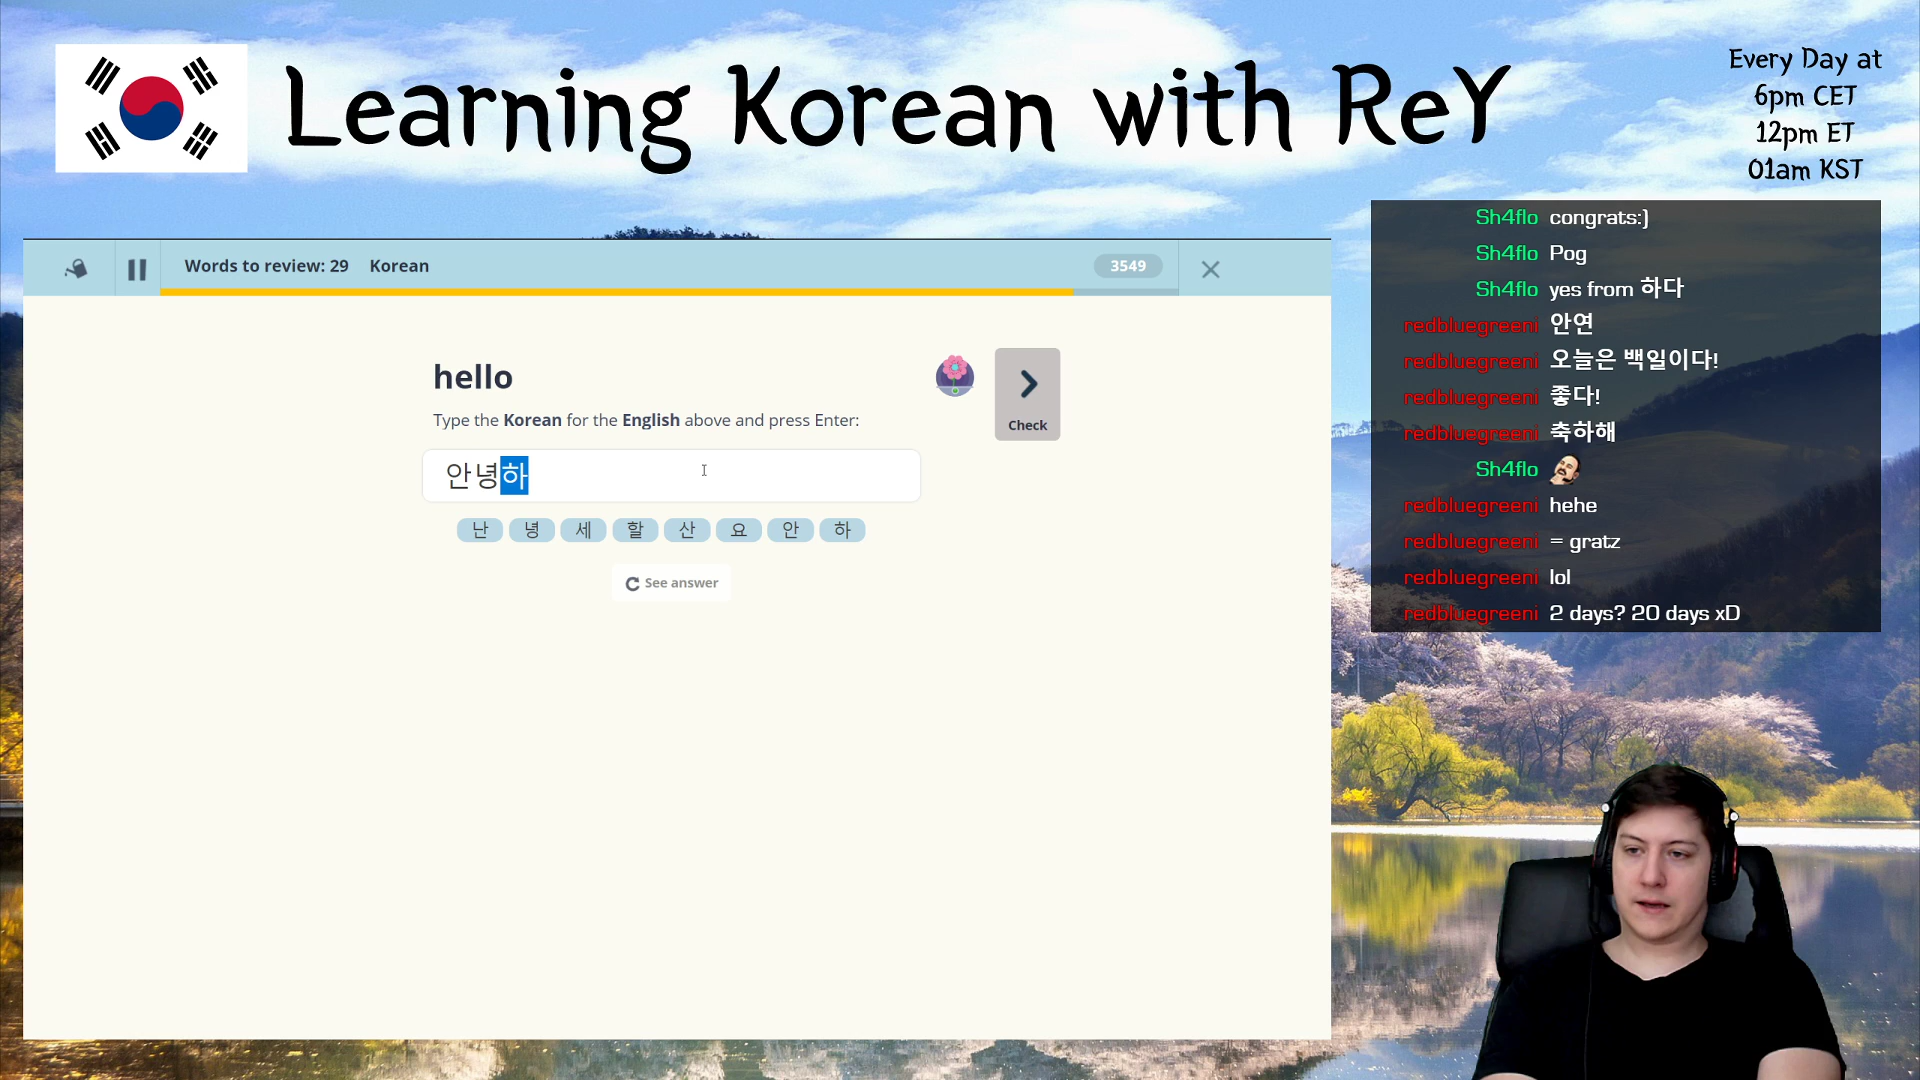 Learning Korean with ReY
Every Day at
6pm CET
12pm ET
01am KST
Words to review: 29 Korean
3549
hello
Type the Korean for the English above and press Enter:
Check
안녕하
난 녕 세 할 산 요 안 하
See answer
Sh4flo congrats:)
Sh4flo Pog
Sh4flo yes from 하다
redbluegreeni 안연
redbluegreeni 오늘은 백일이다!
redbluegreeni 좋다!
redbluegreeni 축하해
Sh4flo
redbluegreeni hehe
redbluegreeni = gratz
redbluegreeni lol
redbluegreeni 2 days? 20 days xD